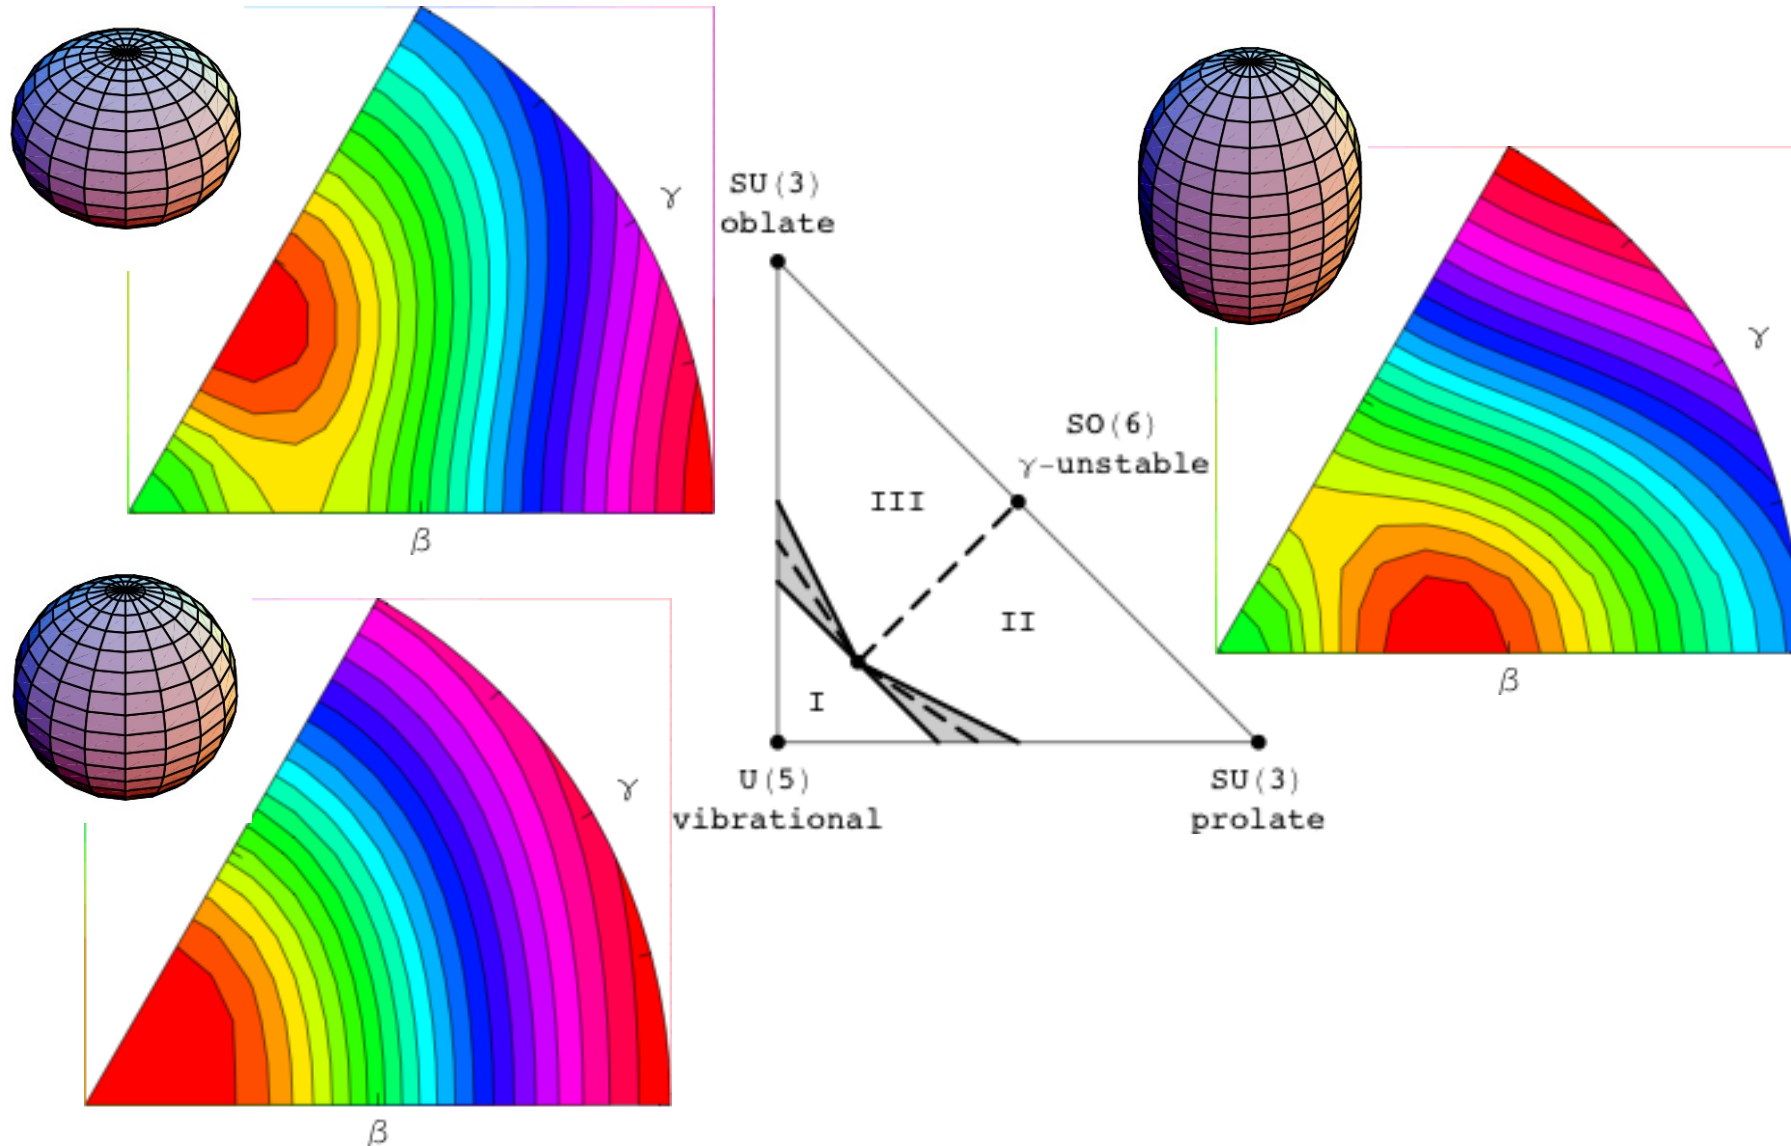 γ
β
SU(3)
oblate
SO(6)
γ-unstable
III
II
I
U(5)
vibrational
SU(3)
prolate
γ
β
γ
β